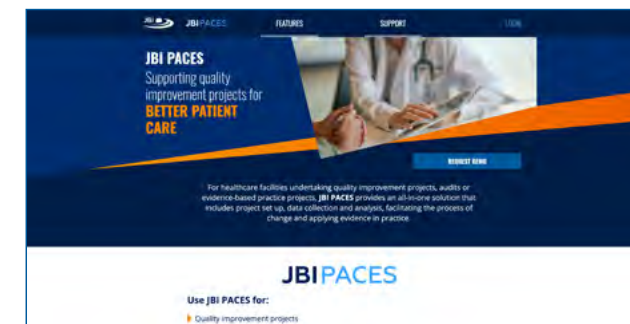 JBI JBI PACES FEATURES SUPPORT LOGIN
JBI PACES
Supporting quality
improvement projects for
BETTER PATIENT
CARE
REQUEST DEMO
For healthcare facilities undertaking quality improvement projects, audits or
evidence-based practice projects, JBI PACES provides an all-in-one solution that
includes project set up, data collection and analysis, facilitating the process of
change and applying evidence in practice.
JBI PACES
Use JBI PACES for:
Quality improvement projects